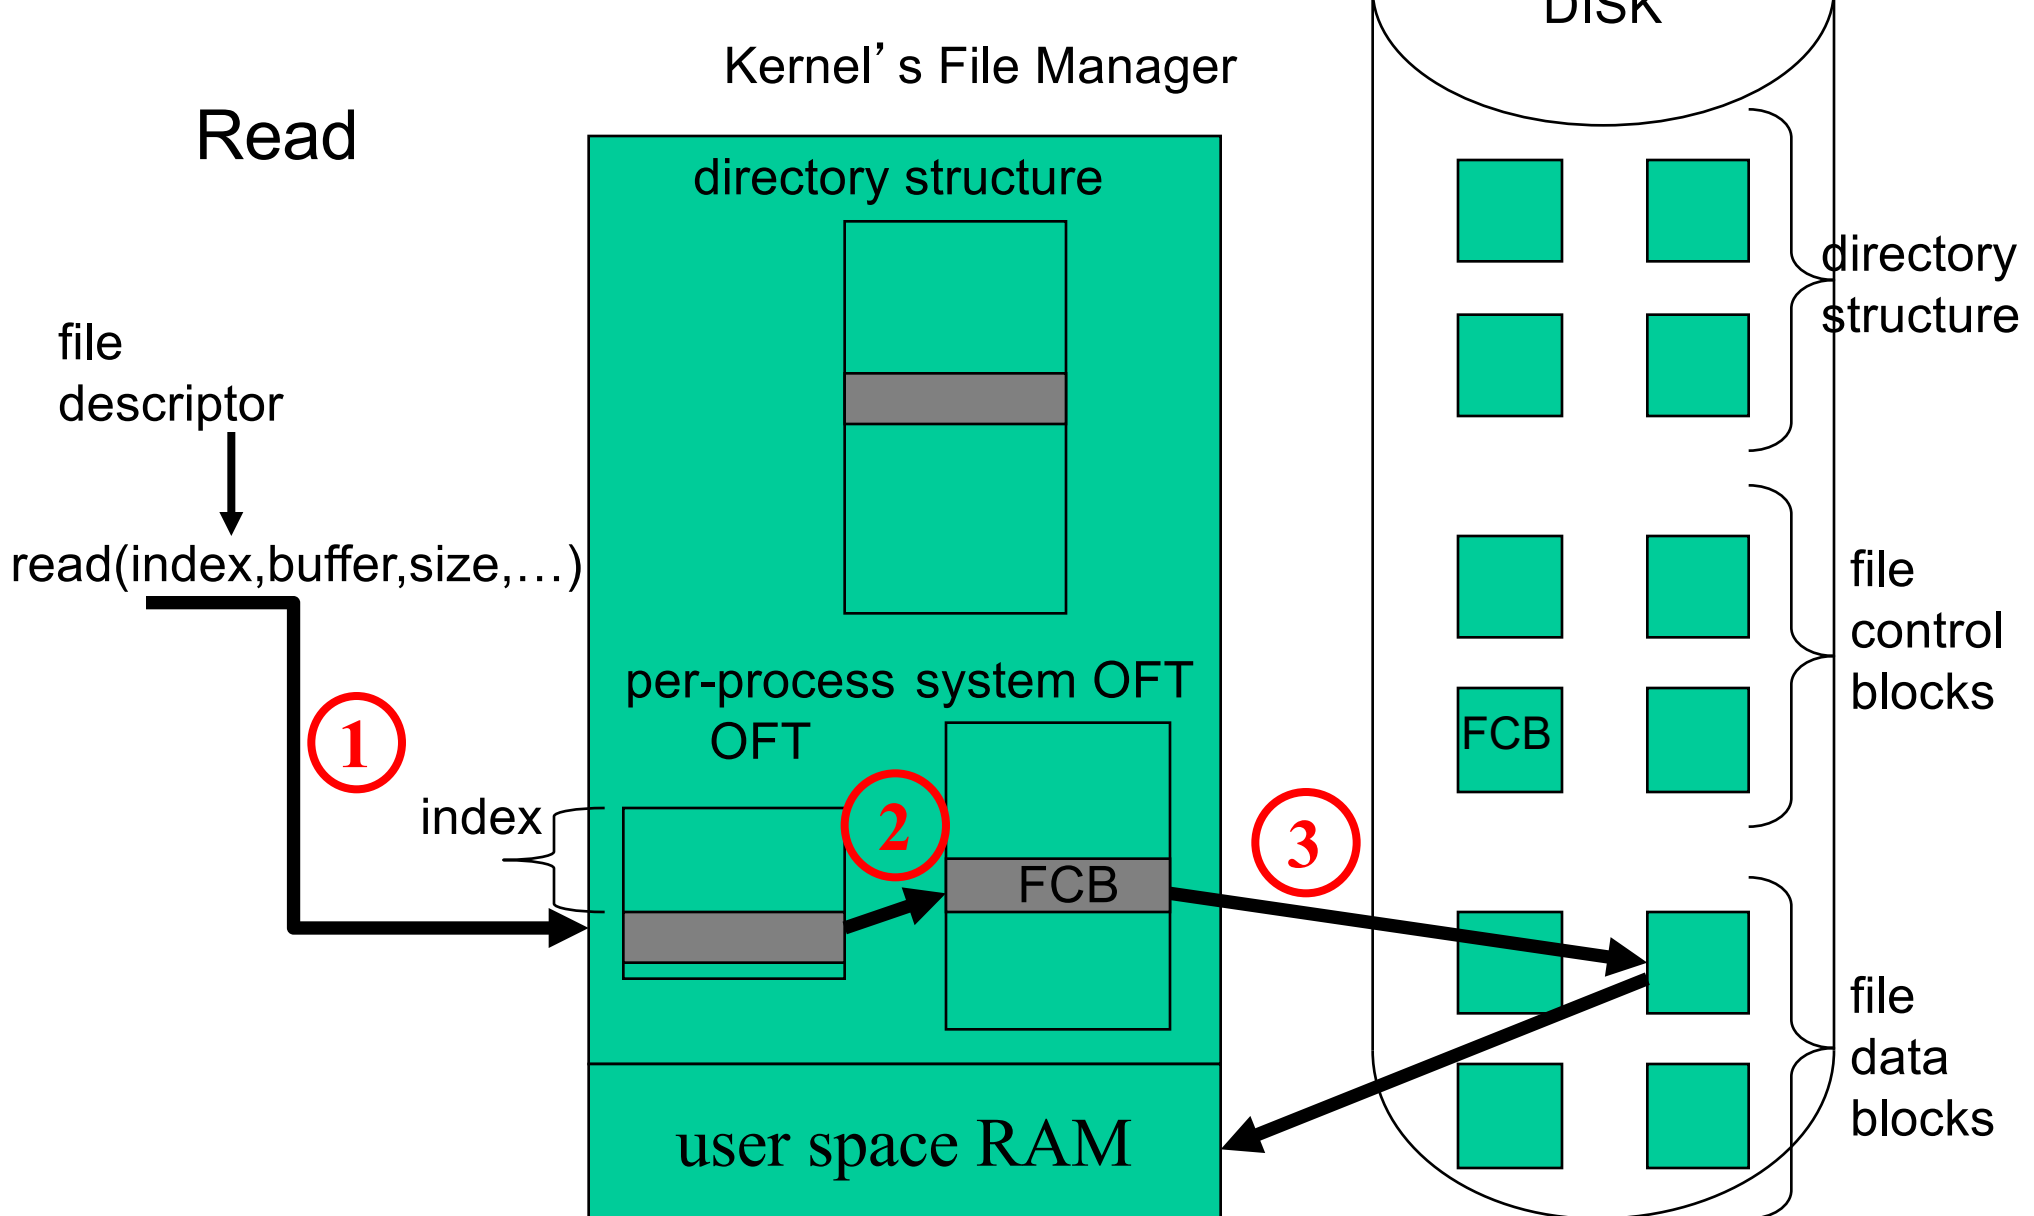 DISK
Kernel’s File Manager
Read
directory structure
directory
structure
file
descriptor
read(index,buffer,size,…)
file
control
blocks
per-process system OFT
OFT
FCB
1
index
2
3
FCB
file
data
blocks
user space RAM